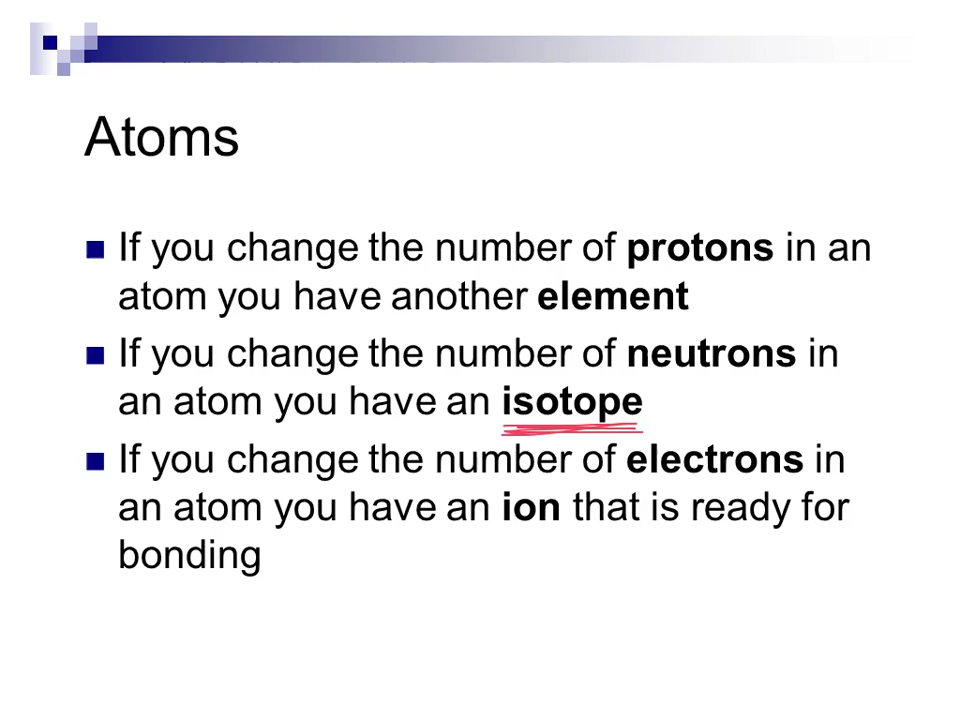 Atoms
If you change the number of protons in an
atom you have another element
If you change the number of neutrons in
an atom you have an isotope
If you change the number of electrons in
an atom you have an ion that is ready for
bonding